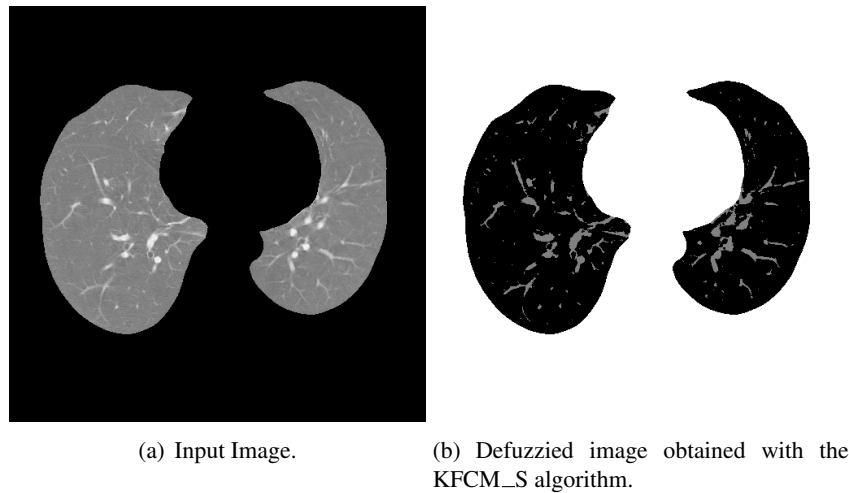 (a) Input Image.
(b) Defuzzied image obtained with the
KFCM_S algorithm.